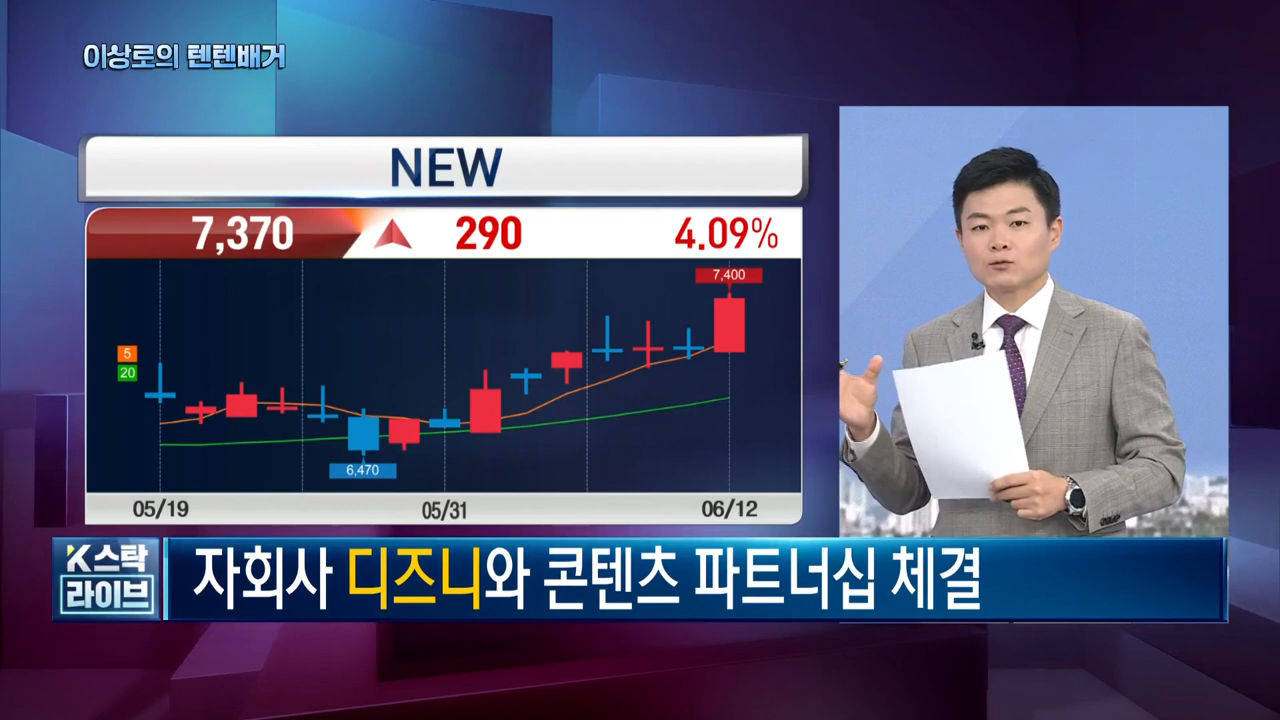 이상로의 텐텐배거
NEW
7,370 290 4.09%
7,400
5
20
6,470
05/19 05/31 06/12
K스탁
라이브
자회사 디즈니와 콘텐츠 파트너십 체결